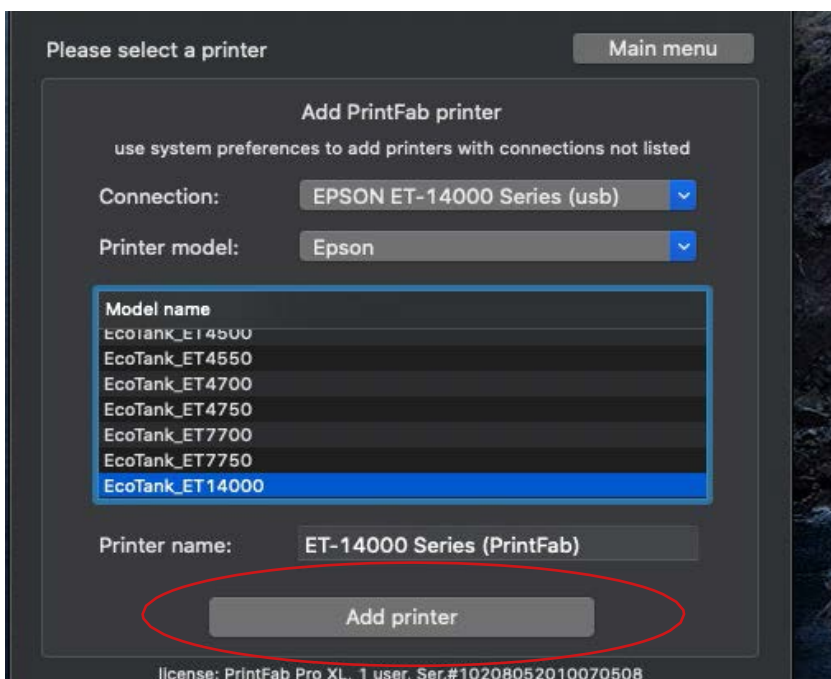 Please select a printer
Main menu
Add PrintFab printer
use system preferences to add printers with connections not listed
Connection:
EPSON ET-14000 Series (usb)
Printer model:
Epson
Model name
EcoTank_ET4500
EcoTank_ET4550
EcoTank_ET4700
EcoTank_ET4750
EcoTank_ET7700
EcoTank_ET7750
EcoTank_ET14000
Printer name:
ET-14000 Series (PrintFab)
Add printer
license: PrintFab Pro XL, 1 user, Ser.#10208052010070508